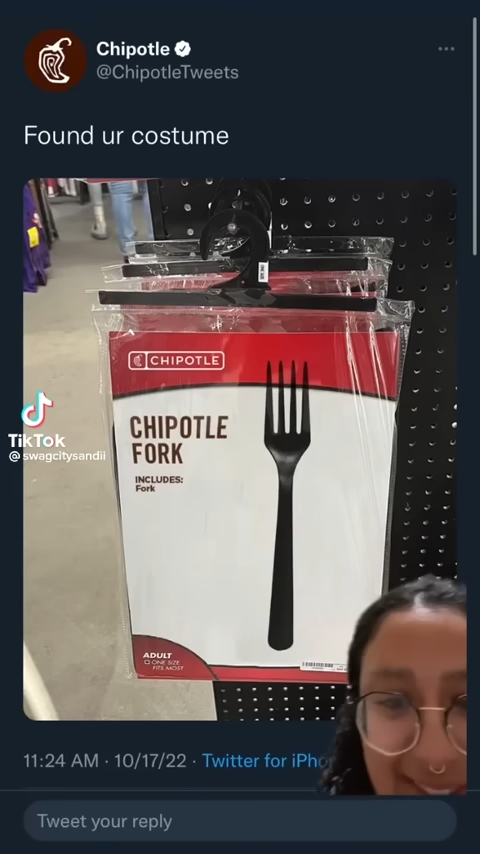 Chipotle
@ChipotleTweets
Found ur costume
CHIPOTLE
CHIPOTLE
FORK
INCLUDES:
Fork
ADULT
ONE SIZE
FITS MOST
TikTok
@swagcitysandii
11:24 AM · 10/17/22 · Twitter for iPho
Tweet your reply